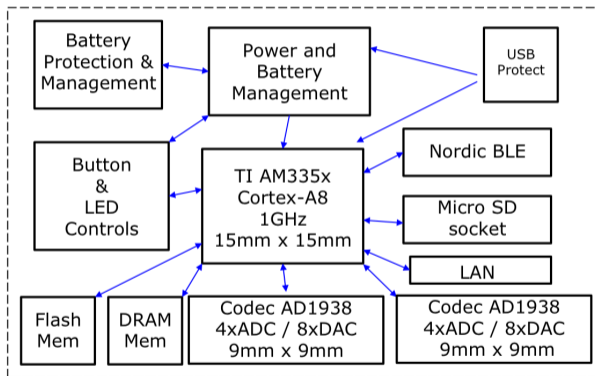 Battery
Protection &
Management
Power and
Battery
Management
USB
Protect
Button
&
LED
Controls
TI AM335x
Cortex-A8
1GHz
15mm x 15mm
Nordic BLE
Micro SD
socket
LAN
Flash
Mem
DRAM
Mem
Codec AD1938
4xADC / 8xDAC
9mm x 9mm
Codec AD1938
4xADC / 8xDAC
9mm x 9mm